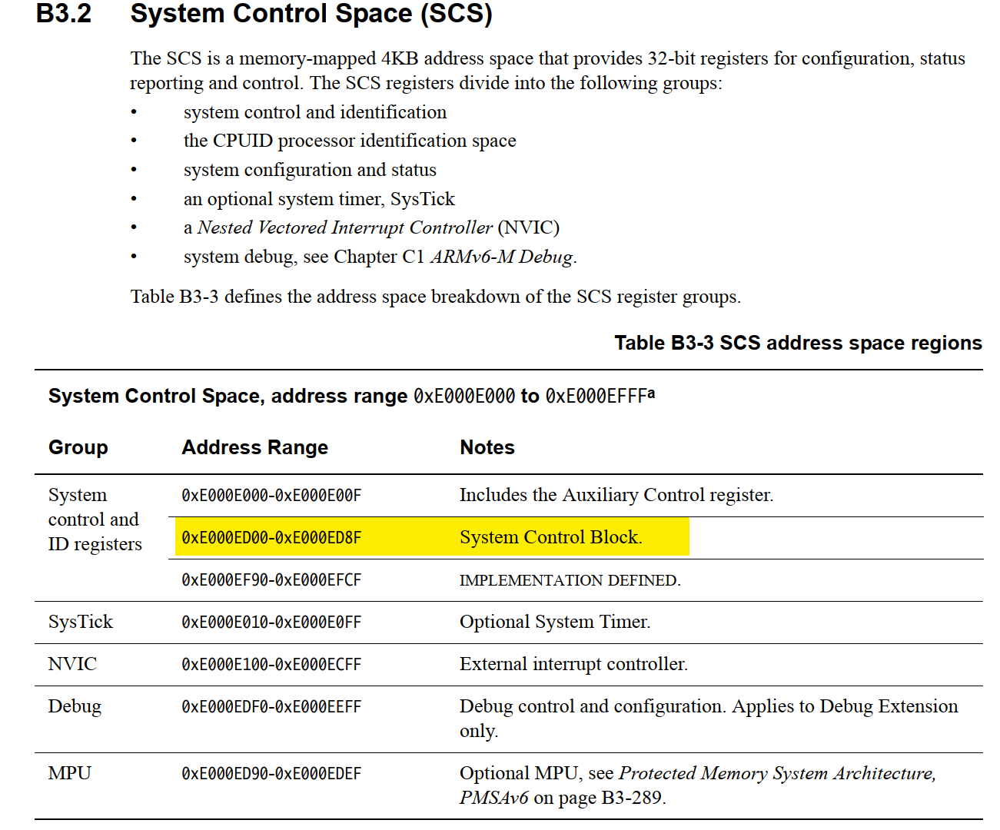 B3.2 System Control Space (SCS)
The SCS is a memory-mapped 4KB address space that provides 32-bit registers for configuration, status
reporting and control. The SCS registers divide into the following groups:
• system control and identification
• the CPUID processor identification space
• system configuration and status
• an optional system timer, SysTick
• a Nested Vectored Interrupt Controller (NVIC)
• system debug, see Chapter C1 ARMv6-M Debug.
Table B3-3 defines the address space breakdown of the SCS register groups.
Table B3-3 SCS address space regions
System Control Space, address range 0xE000E000 to 0xE000EFFFa
Group Address Range Notes
System 0xE000E000-0xE000E00F Includes the Auxiliary Control register.
control and
ID registers 0xE000ED00-0xE000ED8F System Control Block.
0xE000EF90-0xE000EFCF IMPLEMENTATION DEFINED.
SysTick 0xE000E010-0xE000E0FF Optional System Timer.
NVIC 0xE000E100-0xE000ECFF External interrupt controller.
Debug 0xE000EDF0-0xE000EEFF Debug control and configuration. Applies to Debug Extension
only.
MPU 0xE000ED90-0xE000EDEF Optional MPU, see Protected Memory System Architecture,
PMSAv6 on page B3-289.